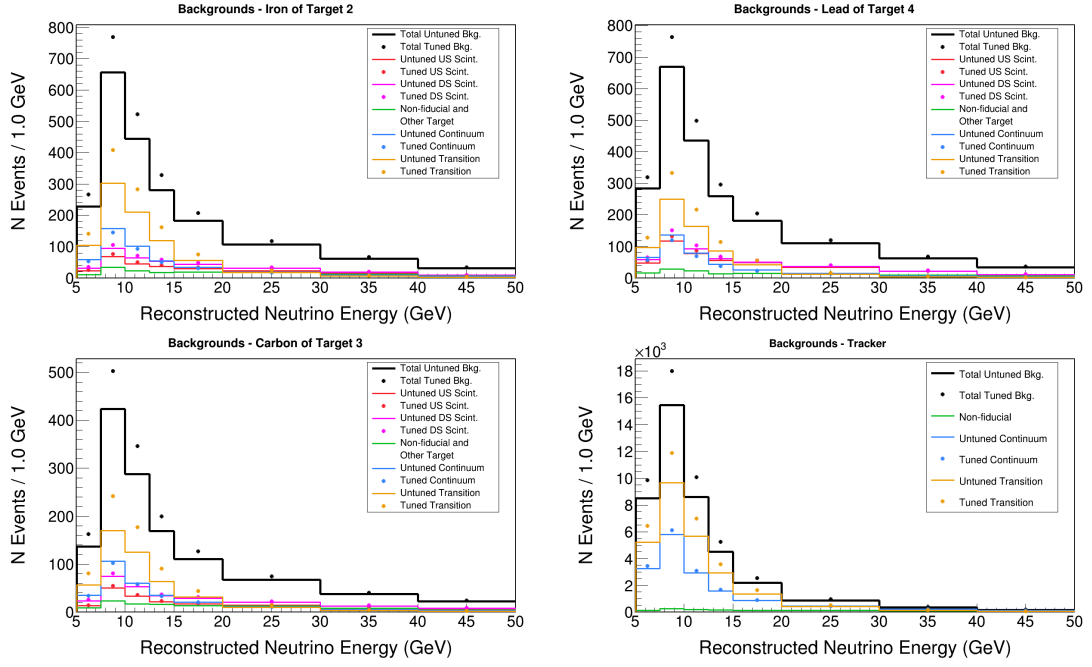 Backgrounds - Iron of Target 2
N Events / 1.0 GeV
800
700
600
500
400
300
200
100
0
5 10 15 20 25 30 35 40 45 50
Reconstructed Neutrino Energy (GeV)
Total Untuned Bkg.
Total Tuned Bkg.
Untuned US Scint.
Tuned US Scint.
Untuned DS Scint.
Tuned DS Scint.
Non-fiducial and
Other Target
Untuned Continuum
Tuned Continuum
Untuned Transition
Tuned Transition
Backgrounds - Lead of Target 4
N Events / 1.0 GeV
800
700
600
500
400
300
200
100
0
5 10 15 20 25 30 35 40 45 50
Reconstructed Neutrino Energy (GeV)
Total Untuned Bkg.
Total Tuned Bkg.
Untuned US Scint.
Tuned US Scint.
Untuned DS Scint.
Tuned DS Scint.
Non-fiducial and
Other Target
Untuned Continuum
Tuned Continuum
Untuned Transition
Tuned Transition
Backgrounds - Carbon of Target 3
N Events / 1.0 GeV
500
400
300
200
100
0
5 10 15 20 25 30 35 40 45 50
Reconstructed Neutrino Energy (GeV)
Total Untuned Bkg.
Total Tuned Bkg.
Untuned US Scint.
Tuned US Scint.
Untuned DS Scint.
Tuned DS Scint.
Non-fiducial and
Other Target
Untuned Continuum
Tuned Continuum
Untuned Transition
Tuned Transition
Backgrounds - Tracker
×10³
N Events / 1.0 GeV
18
16
14
12
10
8
6
4
2
0
5 10 15 20 25 30 35 40 45 50
Reconstructed Neutrino Energy (GeV)
Total Untuned Bkg.
Total Tuned Bkg.
Non-fiducial
Untuned Continuum
Tuned Continuum
Untuned Transition
Tuned Transition